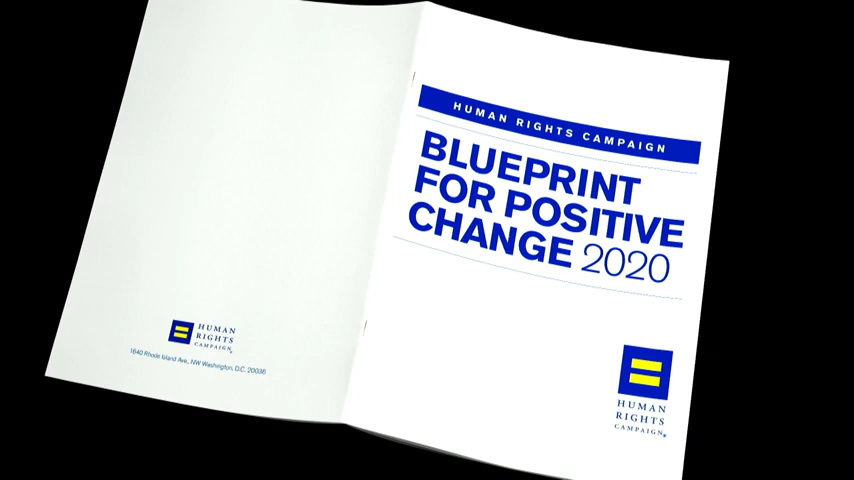 HUMAN RIGHTS CAMPAIGN
BLUEPRINT
FOR POSITIVE
CHANGE 2020
HUMAN
RIGHTS
CAMPAIGN®
HUMAN
RIGHTS
CAMPAIGN®
1640 Rhode Island Ave., NW Washington, D.C. 20036